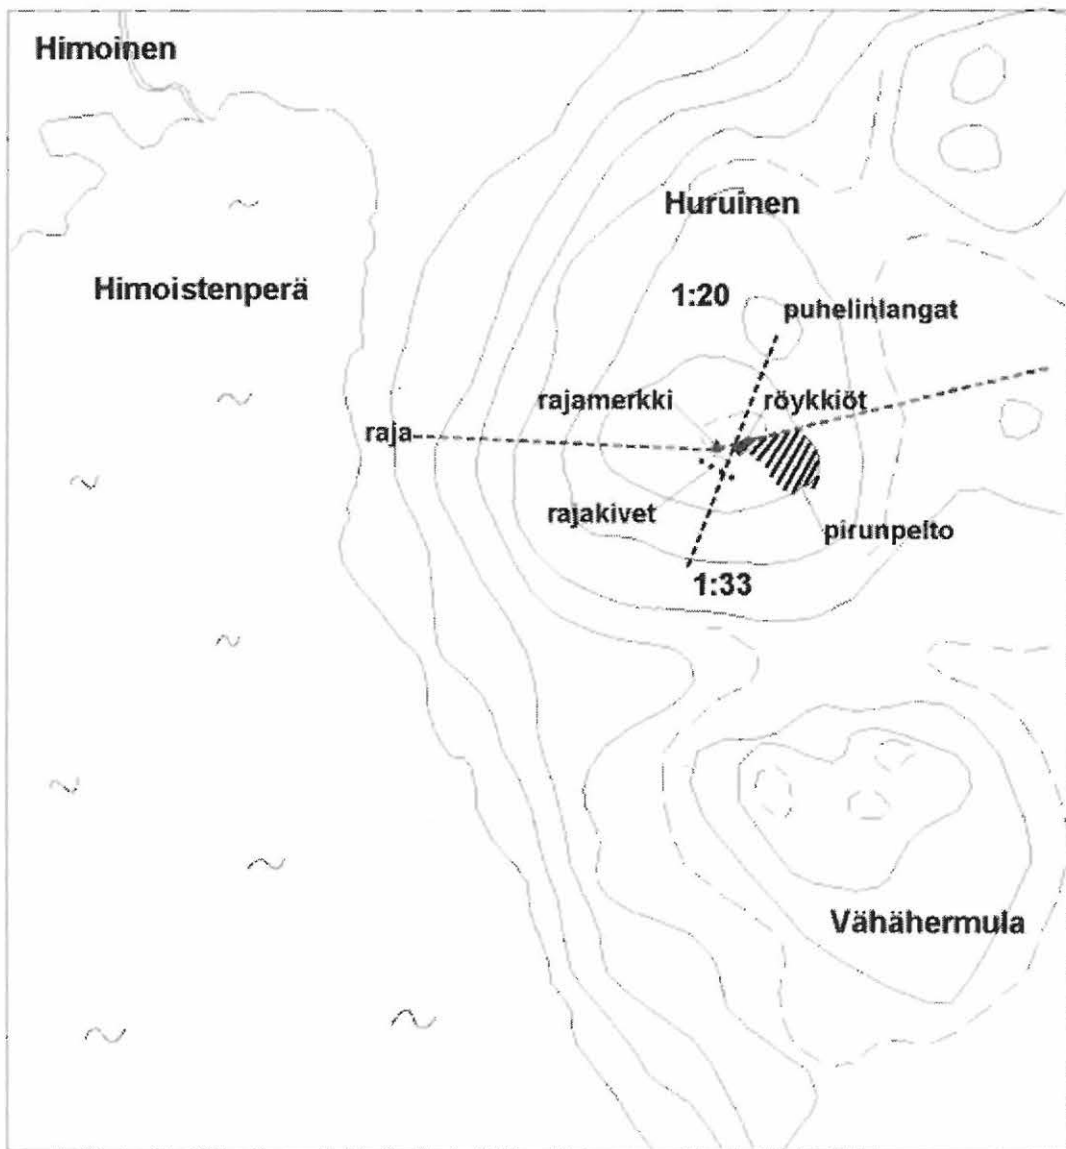 Himoinen
Huruinen
Himoistenperä
1:20
puhelinlangat
rajamerkki
röykkiöt
raja
rajakivet
pirunpelto
1:33
Vähähermula